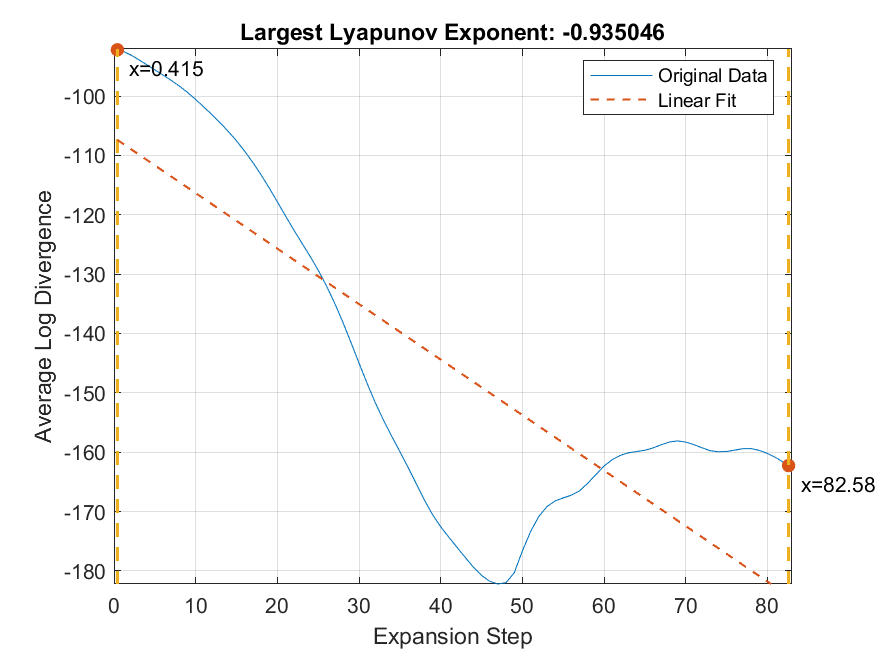 Largest Lyapunov Exponent: -0.935046
x=0.415
Original Data
Linear Fit
-100
-110
-120
-130
-140
-150
-160
-170
-180
Average Log Divergence
x=82.58
0 10 20 30 40 50 60 70 80
Expansion Step